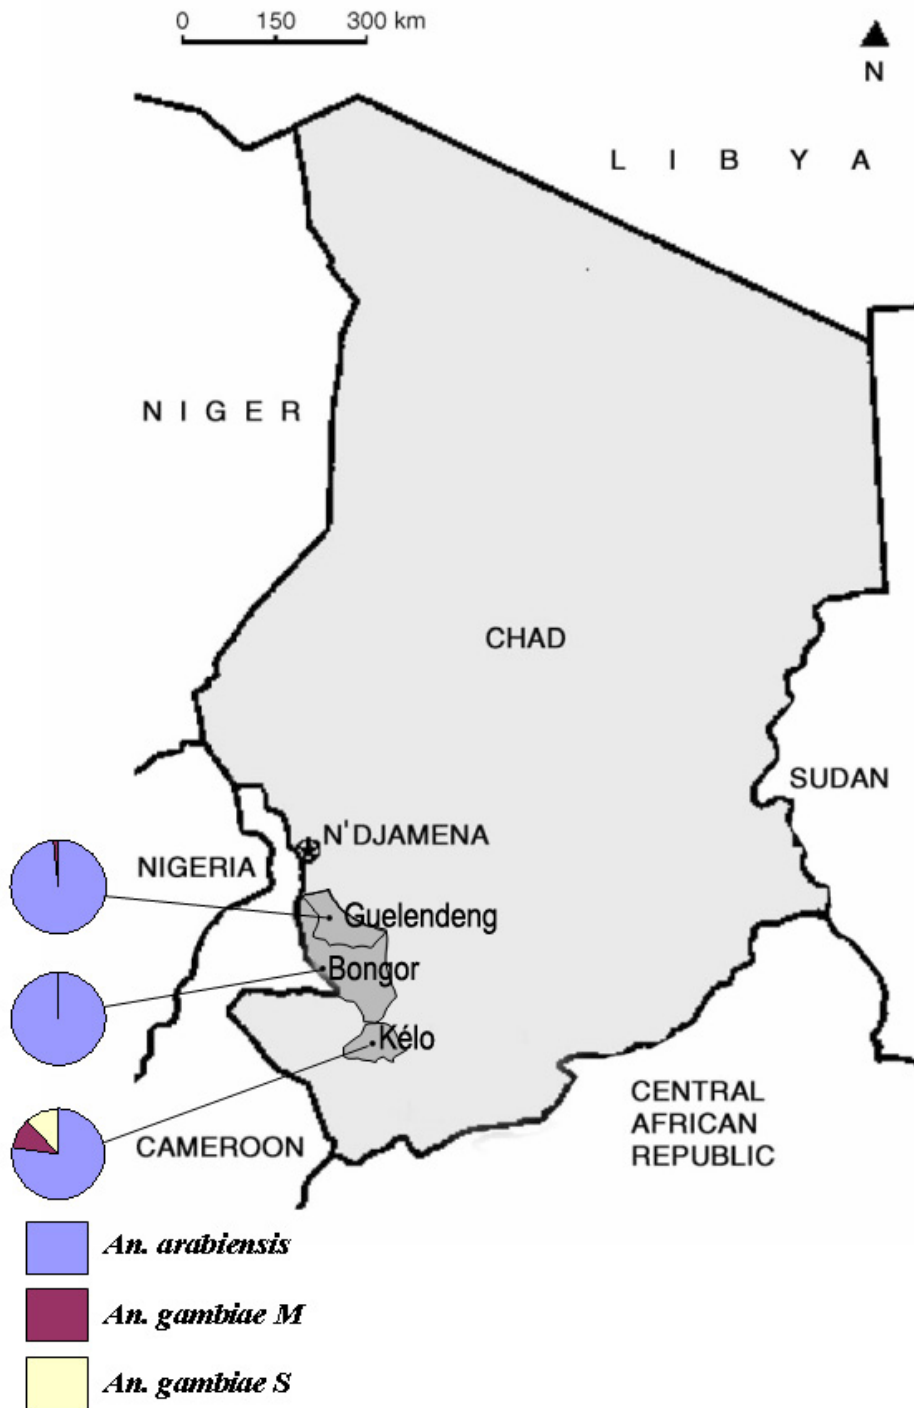 0 150 300 km
N
L I B Y A
N I G E R
CHAD
SUDAN
N'DJAMENA
NIGERIA
Guelendeng
Bongor
Kélo
CENTRAL
AFRICAN
REPUBLIC
CAMEROON
An. arabiensis
An. gambiae M
An. gambiae S